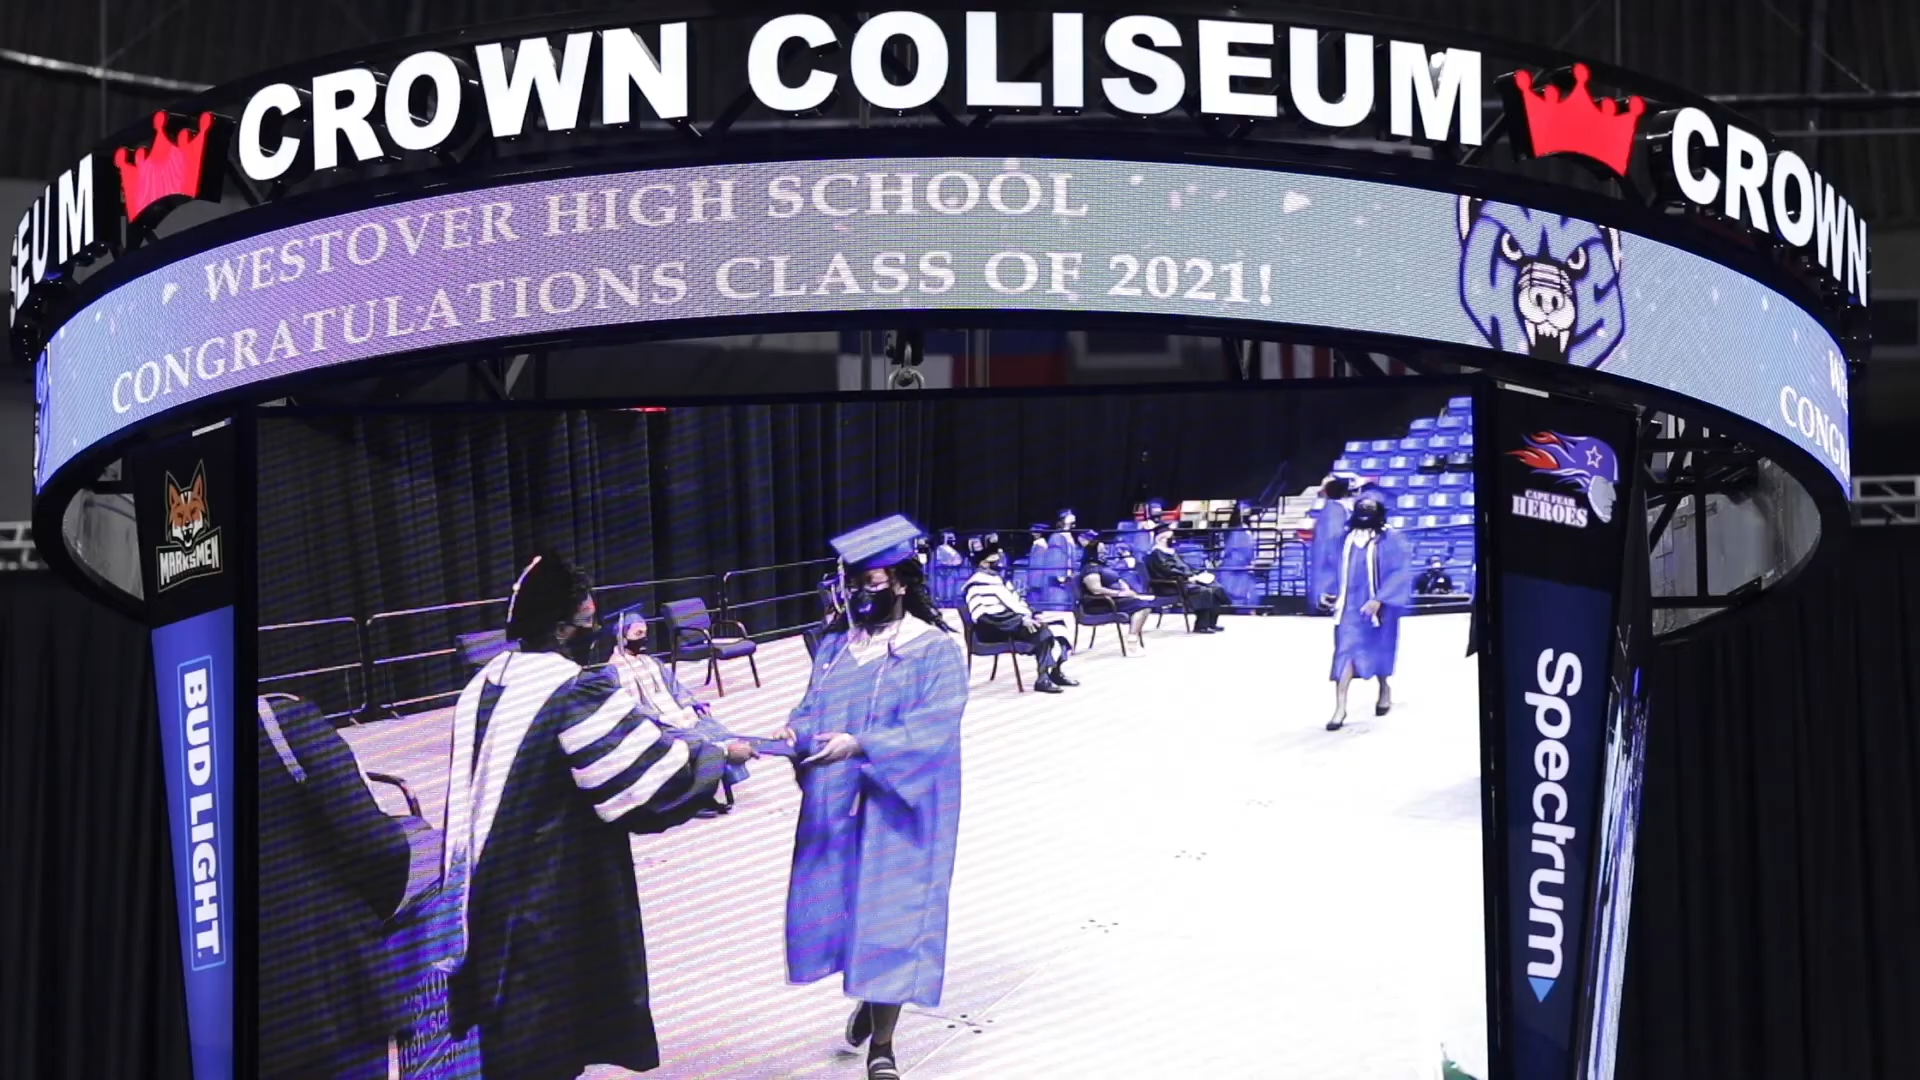 CROWN COLISEUM
CROWN
EUM
WESTOVER HIGH SCHOOL
CONGRATULATIONS CLASS OF 2021!
CONG
MARKSMEN
CAPE FEAR
HEROES
BUD LIGHT
Spectrum